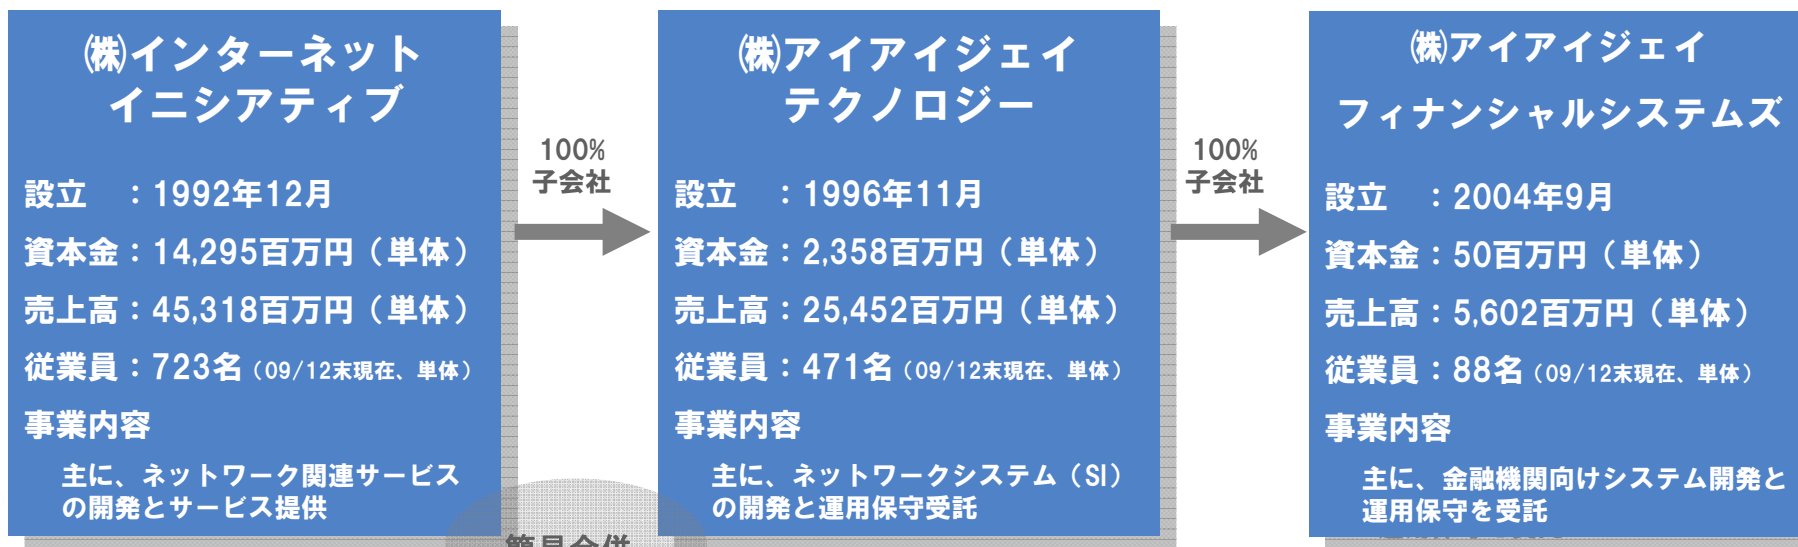 ㈱インターネット
イニシアティブ
設立　：1992年12月
資本金：14,295百万円（単体）
売上高：45,318百万円（単体）
従業員：723名（09/12末現在、単体）
事業内容
主に、ネットワーク関連サービス
の開発とサービス提供
100%
子会社
㈱アイアイジェイ
テクノロジー
設立　：1996年11月
資本金：2,358百万円（単体）
売上高：25,452百万円（単体）
従業員：471名（09/12末現在、単体）
事業内容
主に、ネットワークシステム（SI）
の開発と運用保守受託
100%
子会社
㈱アイアイジェイ
フィナンシャルシステムズ
設立　：2004年9月
資本金：50百万円（単体）
売上高：5,602百万円（単体）
従業員：88名（09/12末現在、単体）
事業内容
主に、金融機関向けシステム開発と
運用保守を受託
簡易合併